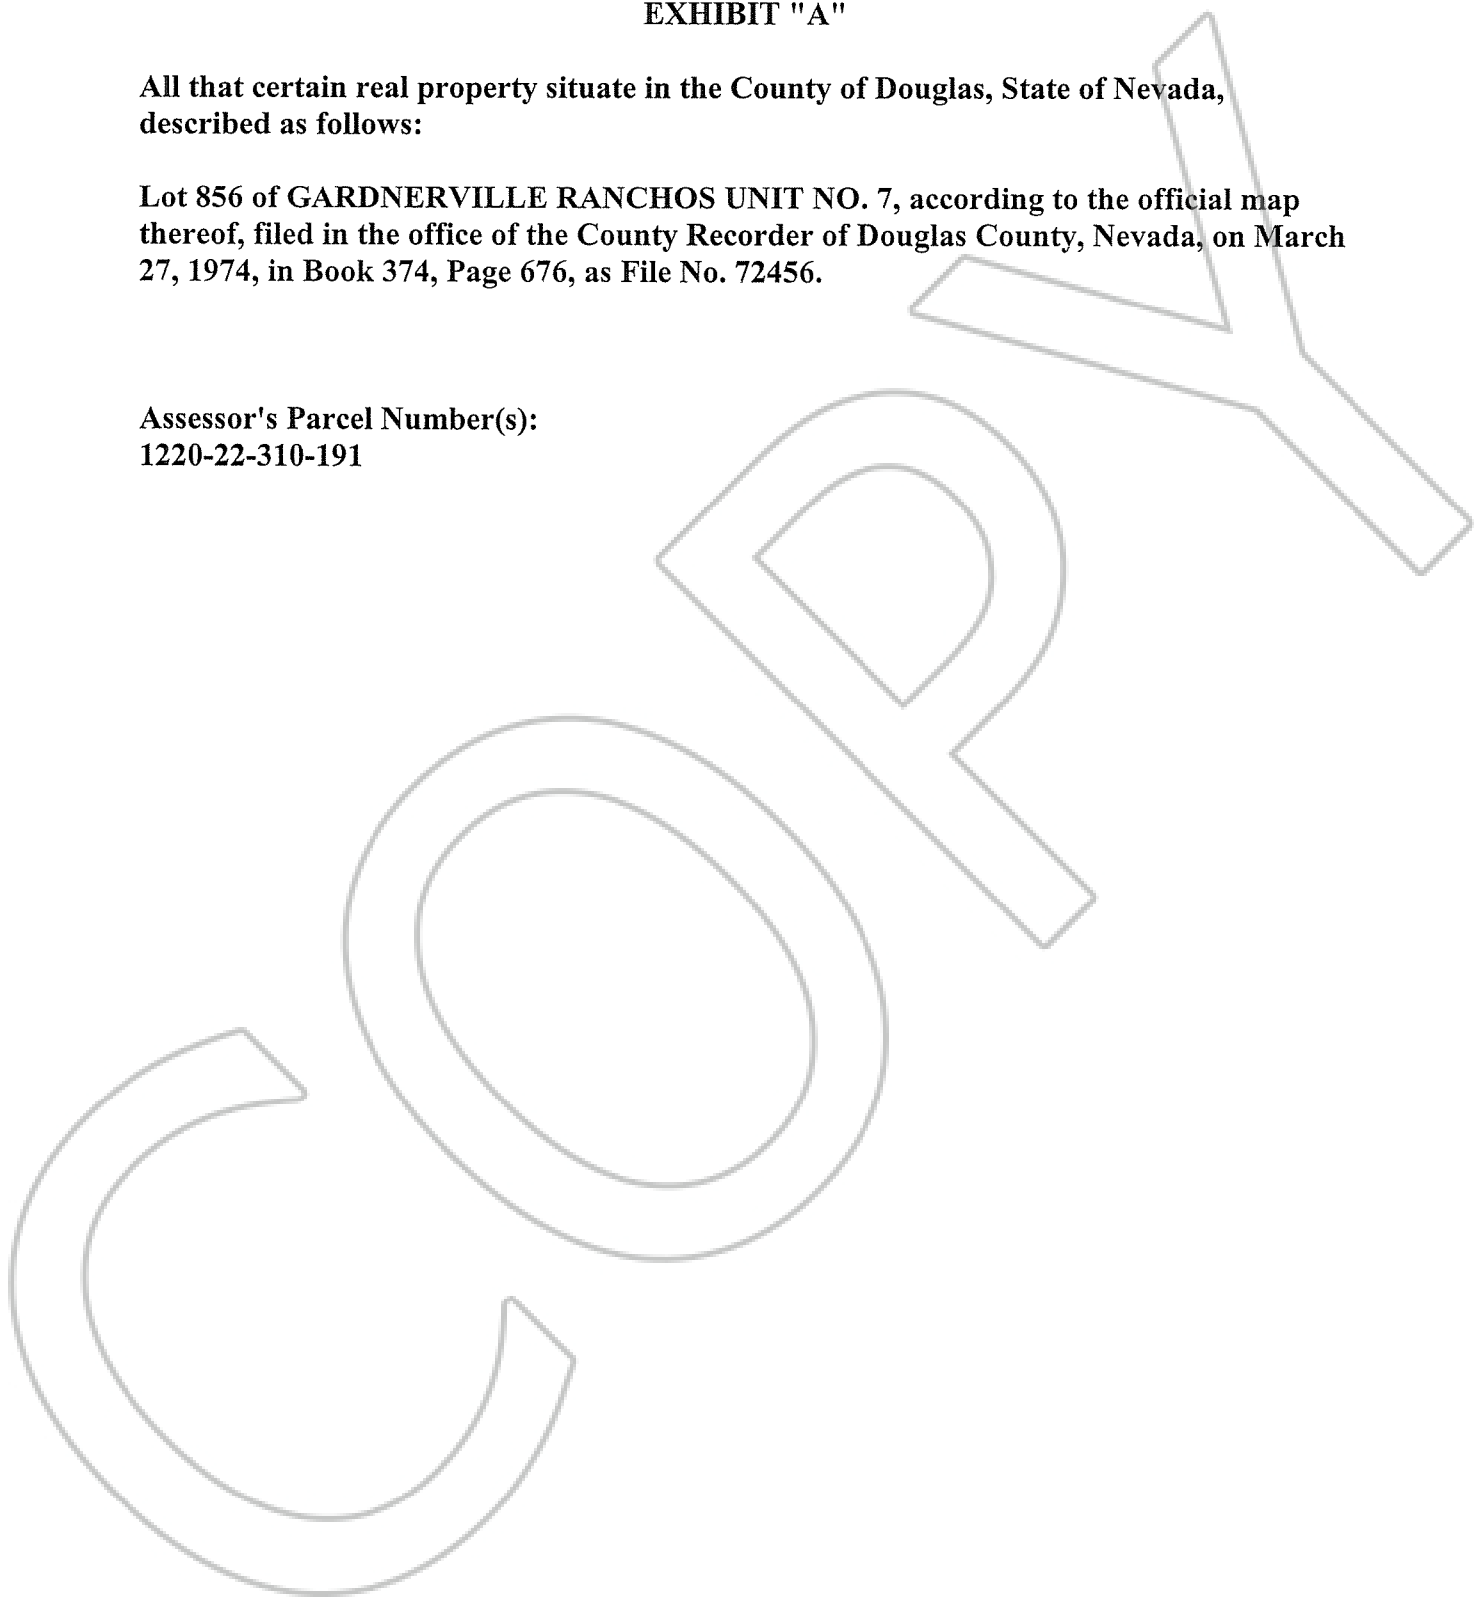 EXHIBIT "A"
All that certain real property situate in the County of Douglas, State of Nevada,
described as follows:
Lot 856 of GARDNERVILLE RANCHOS UNIT NO. 7, according to the official map
thereof, filed in the office of the County Recorder of Douglas County, Nevada, on March
27, 1974, in Book 374, Page 676, as File No. 72456.
Assessor's Parcel Number(s):
1220-22-310-191
COPY